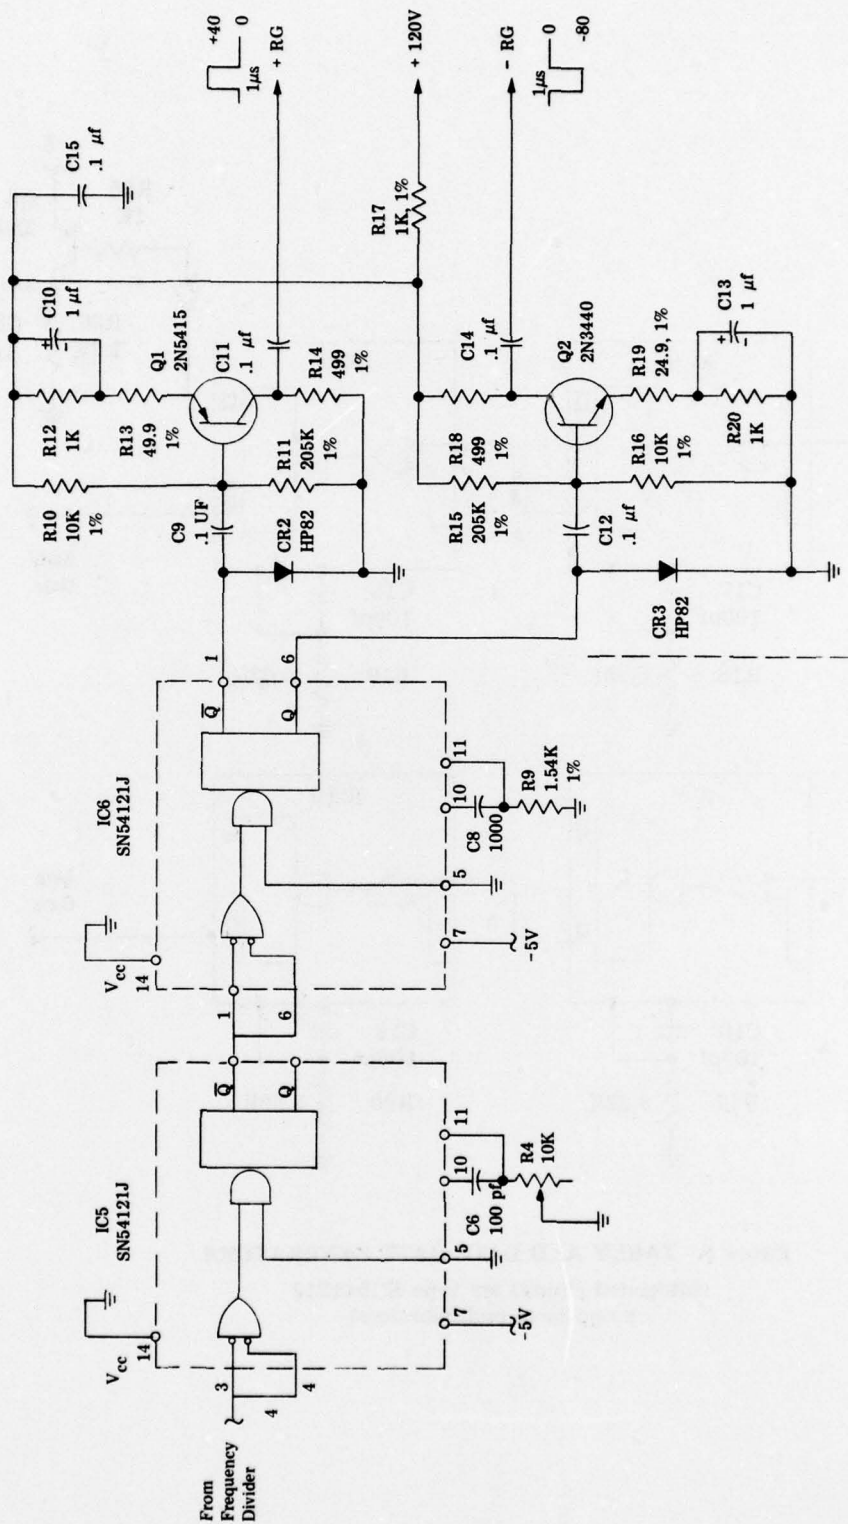 From
Frequency
Divider
3
4
4
14
V_cc
IC5
SN54121J
Q̅
Q
11
10
5
7
-5V
C6
100 pf
R4
10K
1
6
14
V_cc
IC6
SN54121J
Q̅
Q
1
6
11
10
5
7
-5V
C8
1000
R9
1.54K
1%
R10
10K
1%
R12
1K
C10
1 μf
+
-
C15
.1 μf
R13
49.9
1%
Q1
2N5415
C9
.1 UF
C11
.1 μf
CR2
HP82
R11
205K
1%
R14
499
1%
1μs
+40
0
+ RG
R17
1K, 1%
+ 120V
R15
205K
1%
R18
499
1%
C14
.1 μf
- RG
1μs
0
-80
Q2
2N3440
C12
.1 μf
R16
10K
1%
R19
24.9, 1%
R20
1K
C13
1 μf
+
-
CR3
HP82